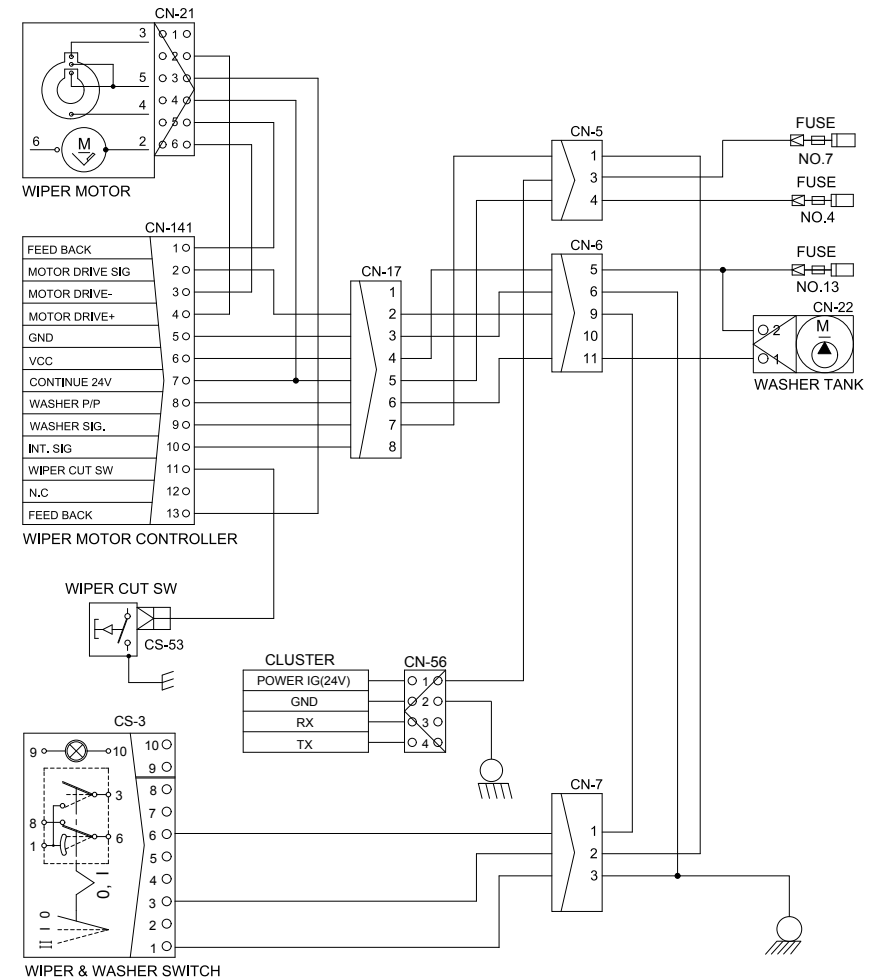 CN-21
3
1
2
5
3
4
4
5
6
M
2
6
WIPER MOTOR
CN-141
FEED BACK 1
MOTOR DRIVE SIG 2
MOTOR DRIVE- 3
MOTOR DRIVE+ 4
GND 5
VCC 6
CONTINUE 24V 7
WASHER P/P 8
WASHER SIG. 9
INT. SIG 10
WIPER CUT SW 11
N.C 12
FEED BACK 13
WIPER MOTOR CONTROLLER
CN-17
1
2
3
4
5
6
7
8
CN-5
1
3
4
CN-6
5
6
9
10
11
FUSE
NO.7
FUSE
NO.4
FUSE
NO.13
CN-22
2
M
1
WASHER TANK
WIPER CUT SW
CS-53
CLUSTER
CN-56
POWER IG(24V) 1
GND 2
RX 3
TX 4
CS-3
9
10
10
9
3
8
8
7
6
6
1
5
4
O, I
3
II I O
2
1
WIPER & WASHER SWITCH
CN-7
1
2
3